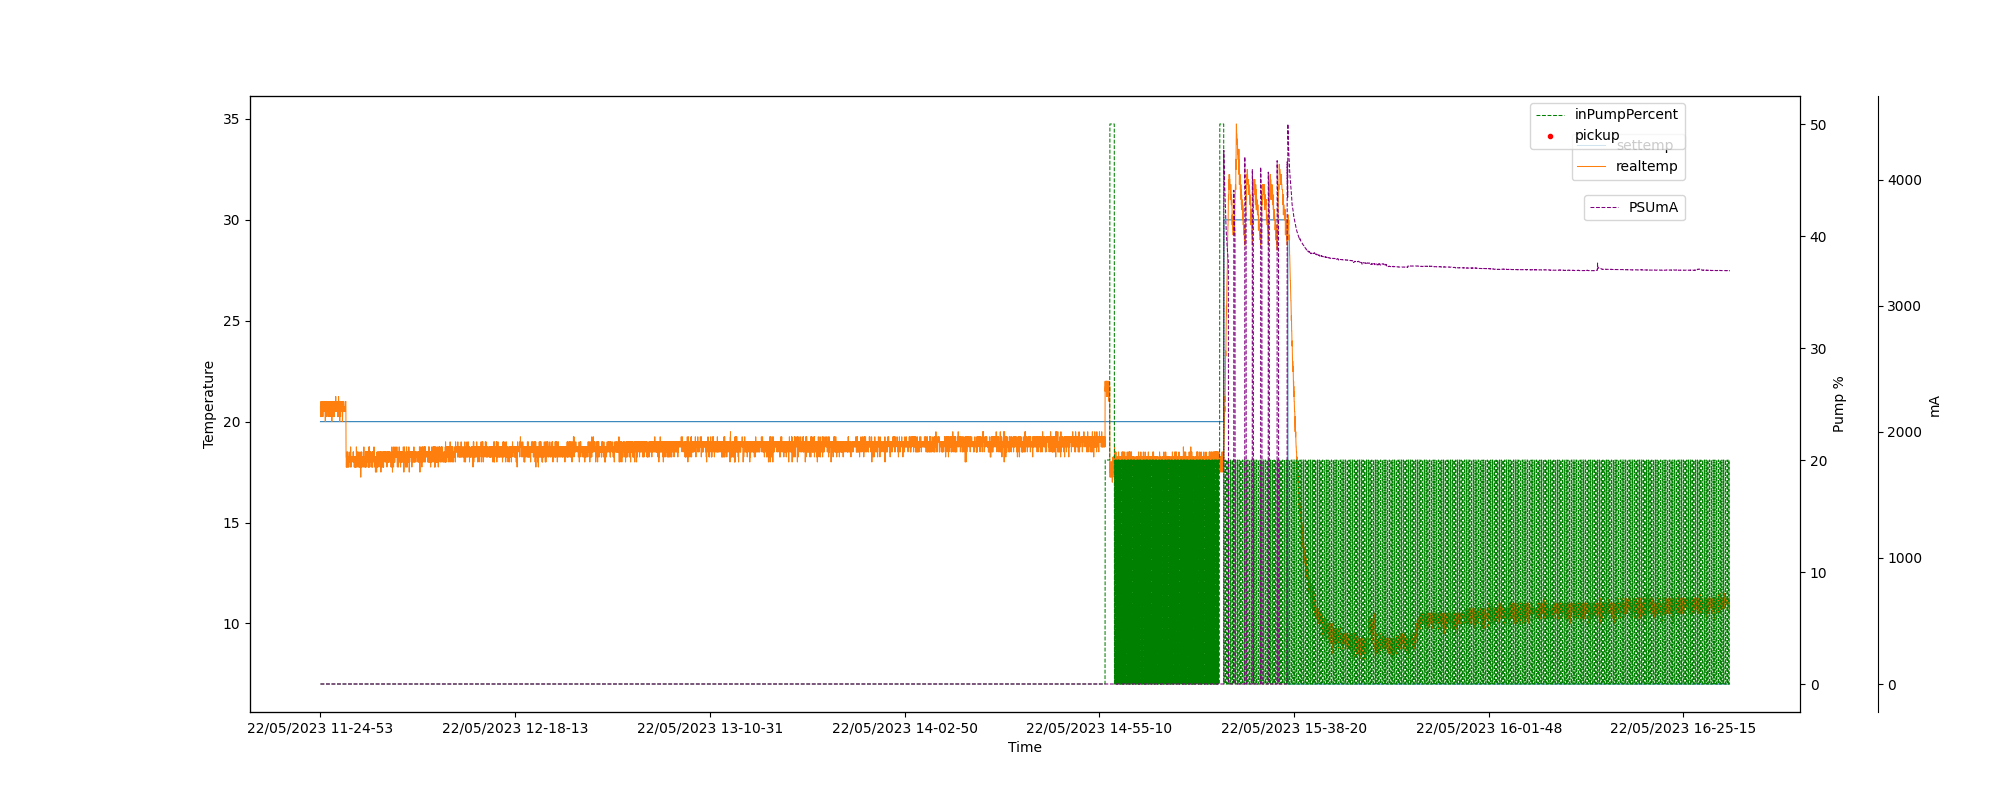 35
30
25
20
15
10
Temperature
22/05/2023 11-24-53
22/05/2023 12-18-13
22/05/2023 13-10-31
22/05/2023 14-02-50
22/05/2023 14-55-10
22/05/2023 15-38-20
22/05/2023 16-01-48
22/05/2023 16-25-15
Time
inPumpPercent
pickup
settemp
realtemp
PSUmA
50
40
30
20
10
0
Pump %
4000
3000
2000
1000
0
mA